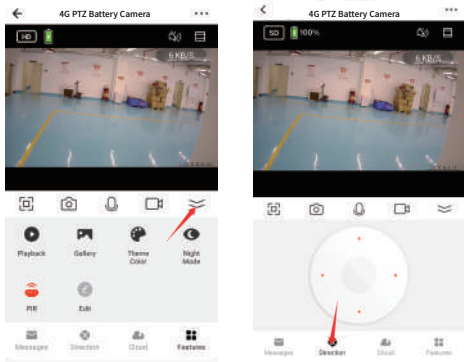 4G PTZ Battery Camera
HD
6 KB/S
Playback
Gallery
Theme Color
Night Mode
PIR
Edit
Messages
Direction
Cloud
Features
4G PTZ Battery Camera
SD
100%
6 KB/S
Messages
Direction
Cloud
Features